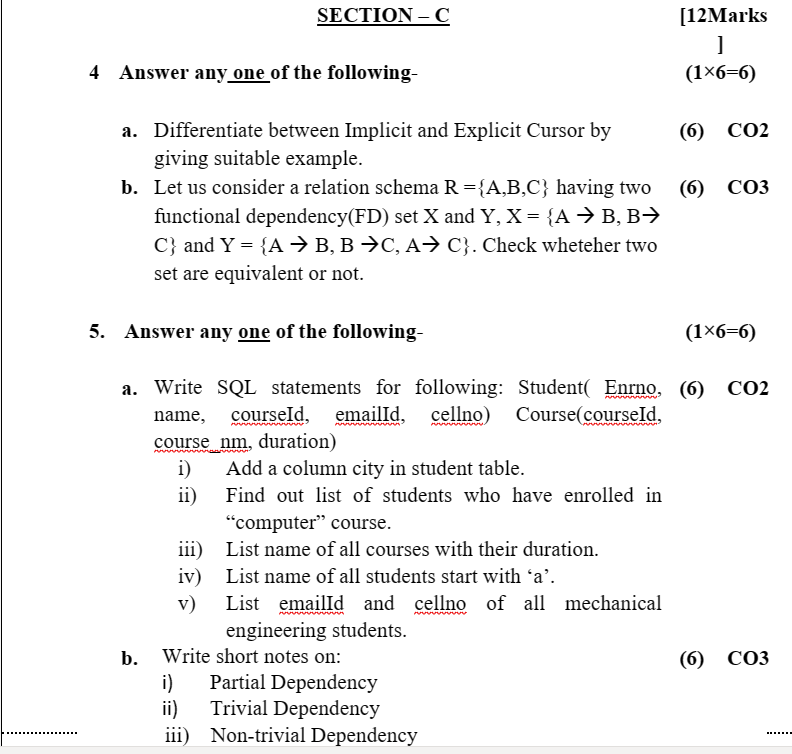 SECTION – C [12Marks
]
4 Answer any one of the following- (1×6=6)
a. Differentiate between Implicit and Explicit Cursor by (6) CO2
giving suitable example.
b. Let us consider a relation schema R ={A,B,C} having two (6) CO3
functional dependency(FD) set X and Y, X = {A → B, B→
C} and Y = {A → B, B →C, A→ C}. Check wheteher two
set are equivalent or not.
5. Answer any one of the following- (1×6=6)
a. Write SQL statements for following: Student( Enrno, (6) CO2
name, courseId, emailId, cellno) Course(courseId,
course_nm, duration)
i) Add a column city in student table.
ii) Find out list of students who have enrolled in
“computer” course.
iii) List name of all courses with their duration.
iv) List name of all students start with ‘a’.
v) List emailId and cellno of all mechanical
engineering students.
b. Write short notes on: (6) CO3
i) Partial Dependency
ii) Trivial Dependency
iii) Non-trivial Dependency